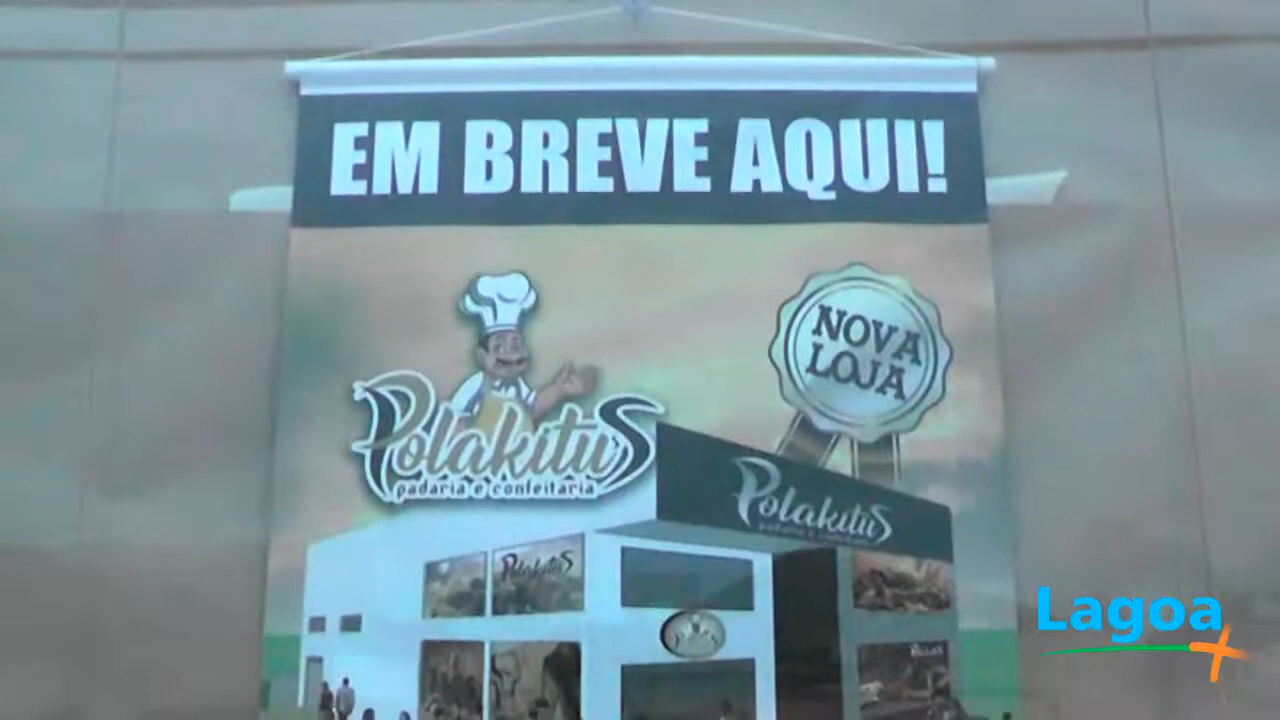 EM BREVE AQUI!
NOVA
LOJA
Polakitus
padaria e confeitaria
Polakitus
Polakitus
Lagoa
+